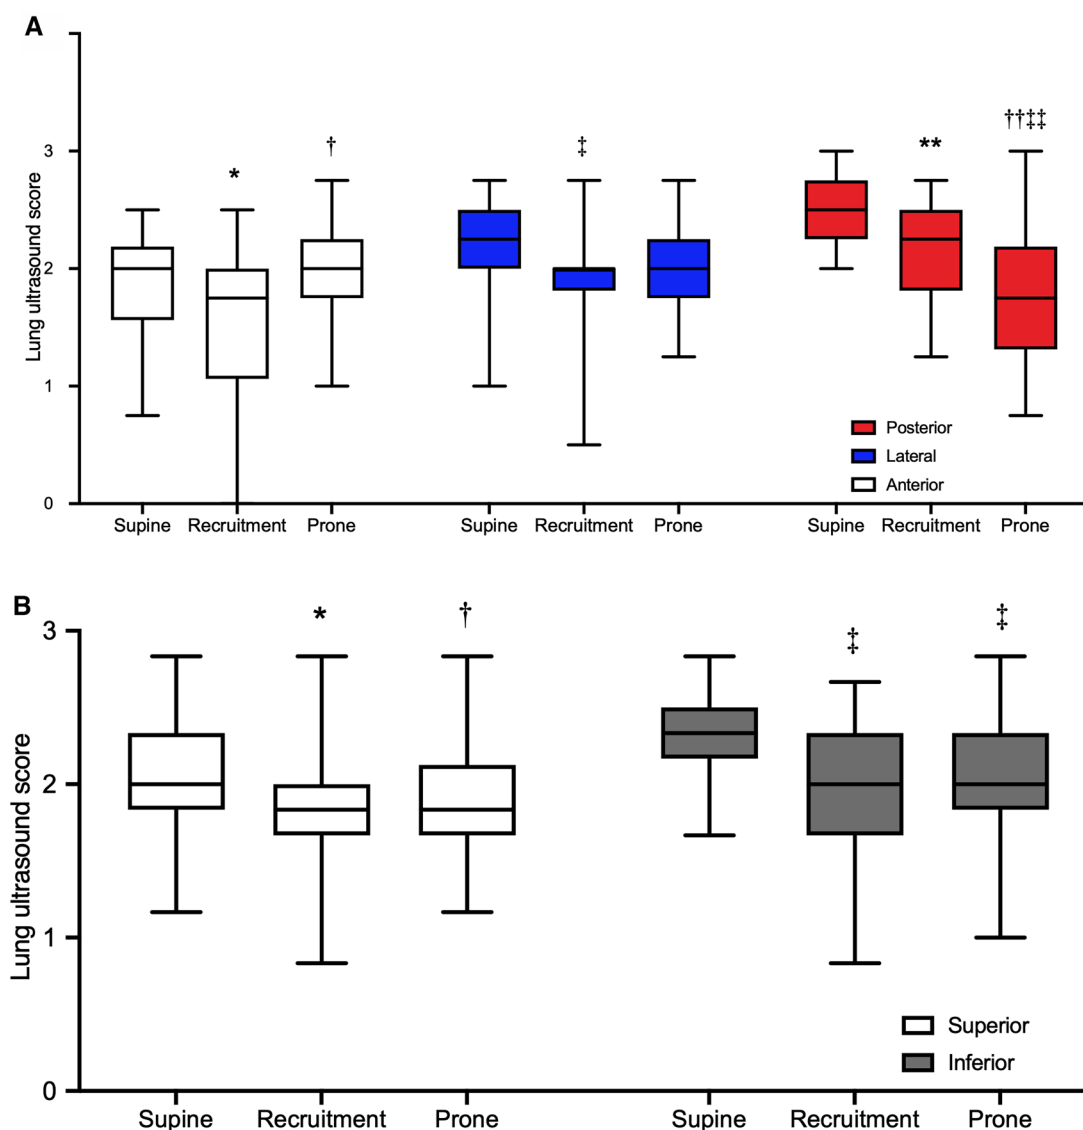 A
Lung ultrasound score
3
2
1
0
*
†
‡
**
††‡‡
Posterior
Lateral
Anterior
Supine Recruitment Prone Supine Recruitment Prone Supine Recruitment Prone
B
Lung ultrasound score
3
2
1
0
*
†
‡
‡
Superior
Inferior
Supine Recruitment Prone Supine Recruitment Prone